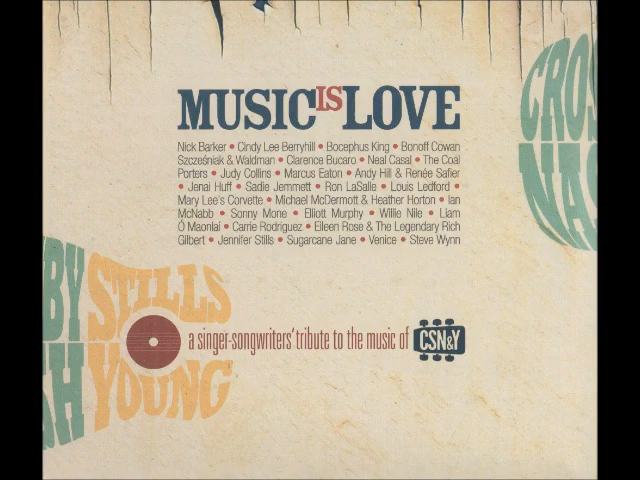 MUSIC IS LOVE
Nick Barker • Cindy Lee Berryhill • Bocephus King • Bonoff Cowan
Szcześniak & Waldman • Clarence Bucaro • Neal Casal • The Coal
Porters • Judy Collins • Marcus Eaton • Andy Hill & Renée Safier
• Jenai Huff • Sadie Jemmett • Ron LaSalle • Louis Ledford •
Mary Lee's Corvette • Michael McDermott & Heather Horton • Ian
McNabb • Sonny Mone • Elliott Murphy • Willie Nile • Liam
Ó Maonlaí • Carrie Rodriguez • Eileen Rose & The Legendary Rich
Gilbert • Jennifer Stills • Sugarcane Jane • Venice • Steve Wynn
CROS
NAS
BY
STILLS
AH
YOUNG
a singer-songwriters' tribute to the music of CSN&Y